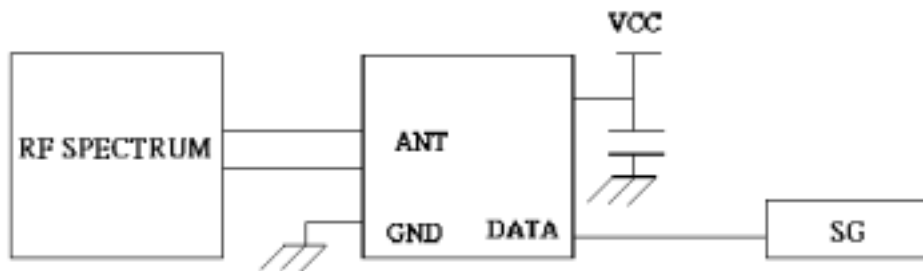 VCC
RF SPECTRUM
ANT
GND
DATA
SG